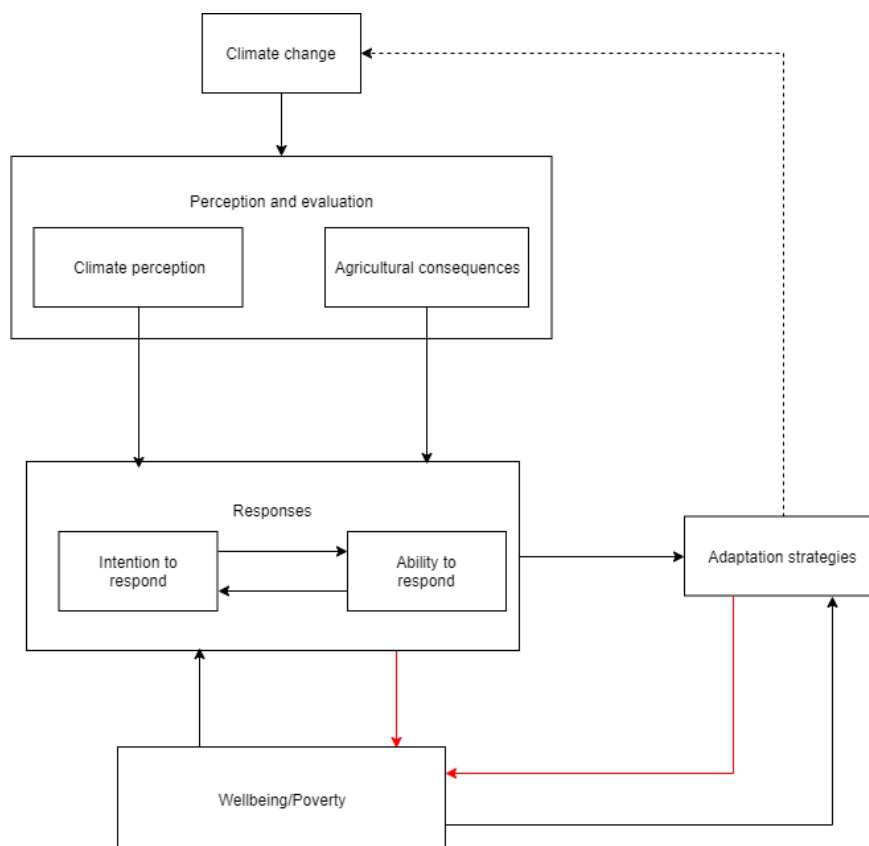 Climate change
Perception and evaluation
Climate perception
Agricultural consequences
Responses
Intention to
respond
Ability to
respond
Adaptation strategies
Wellbeing/Poverty